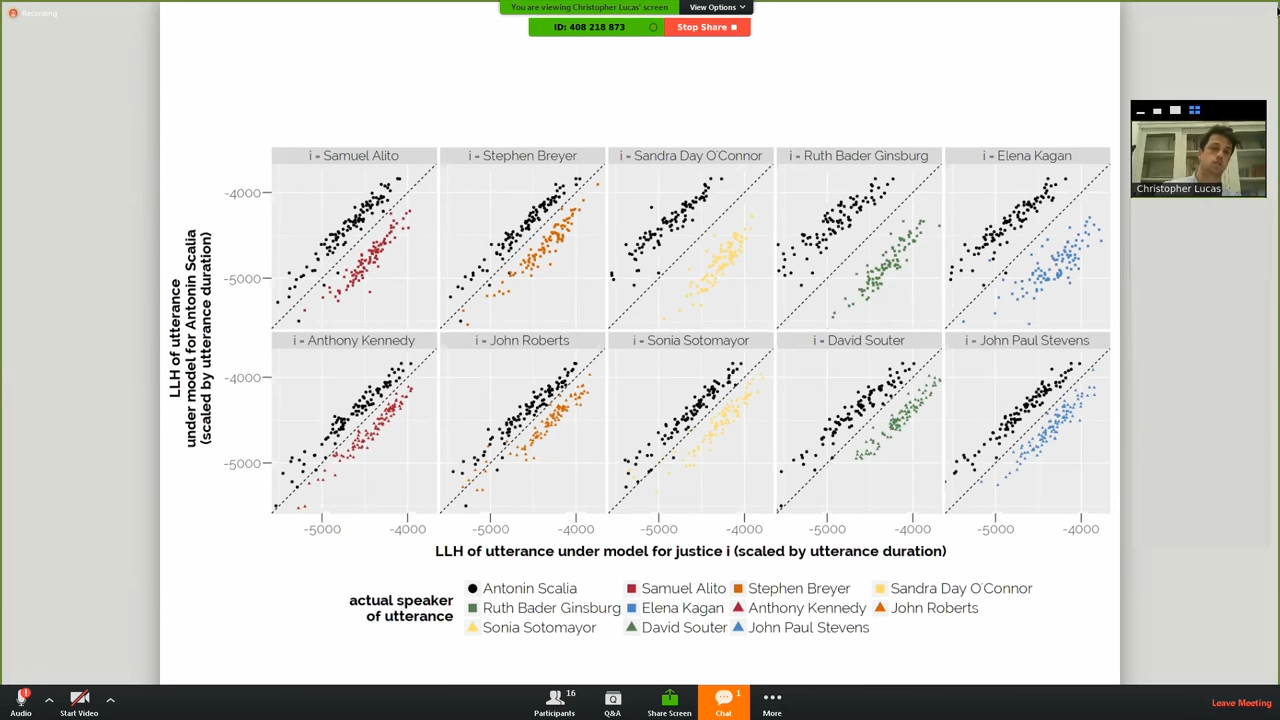 Recording
You are viewing Christopher Lucas' screen
View Options
ID: 408 218 873
Stop Share
Christopher Lucas
i = Samuel Alito
i = Stephen Breyer
i = Sandra Day O'Connor
i = Ruth Bader Ginsburg
i = Elena Kagan
-4000
-5000
i = Anthony Kennedy
i = John Roberts
i = Sonia Sotomayor
i = David Souter
i = John Paul Stevens
-4000
-5000
LLH of utterance
under model for Antonin Scalia
(scaled by utterance duration)
-5000 -4000 -5000 -4000 -5000 -4000 -5000 -4000 -5000 -4000
LLH of utterance under model for justice i (scaled by utterance duration)
actual speaker
of utterance
Antonin Scalia Samuel Alito Stephen Breyer Sandra Day O'Connor
Ruth Bader Ginsburg Elena Kagan Anthony Kennedy John Roberts
Sonia Sotomayor David Souter John Paul Stevens
Audio
Start Video
16
Participants
Q&A
Share Screen
1
Chat
More
Leave Meeting